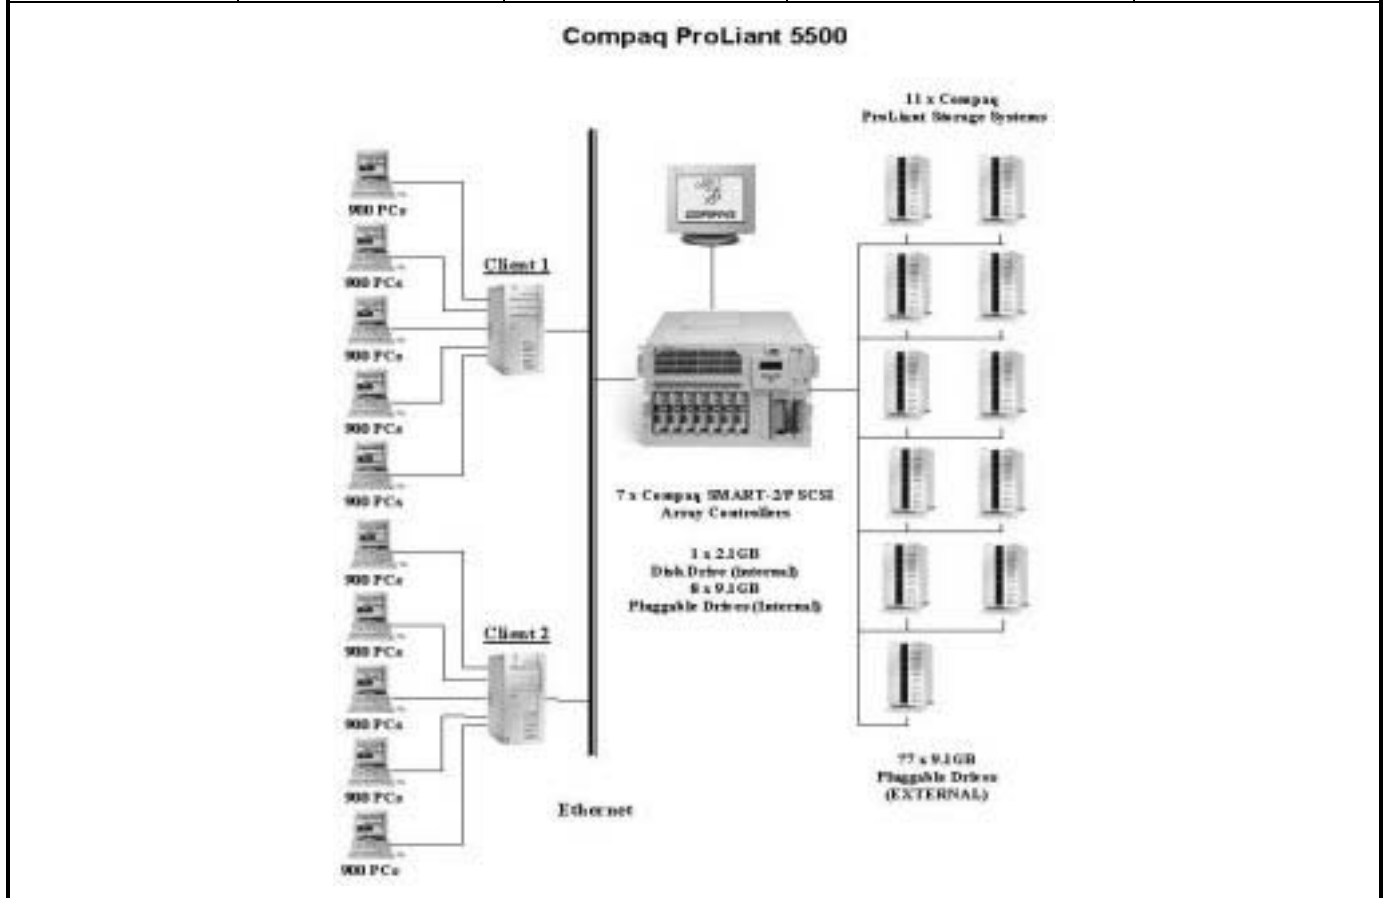 Compaq ProLiant 5500
11 x Compaq
ProLiant Storage Systems
900 PCs
900 PCs
Client 1
900 PCs
900 PCs
900 PCs
7 x Compaq SMART-2/P SCSI
Array Controllers
1 x 2.1GB
Disk Drive (internal)
8 x 9.1GB
Pluggable Drives (Internal)
900 PCs
900 PCs
Client 2
900 PCs
900 PCs
900 PCs
77 x 9.1GB
Pluggable Drives
(EXTERNAL)
Ethernet
COMPAQ